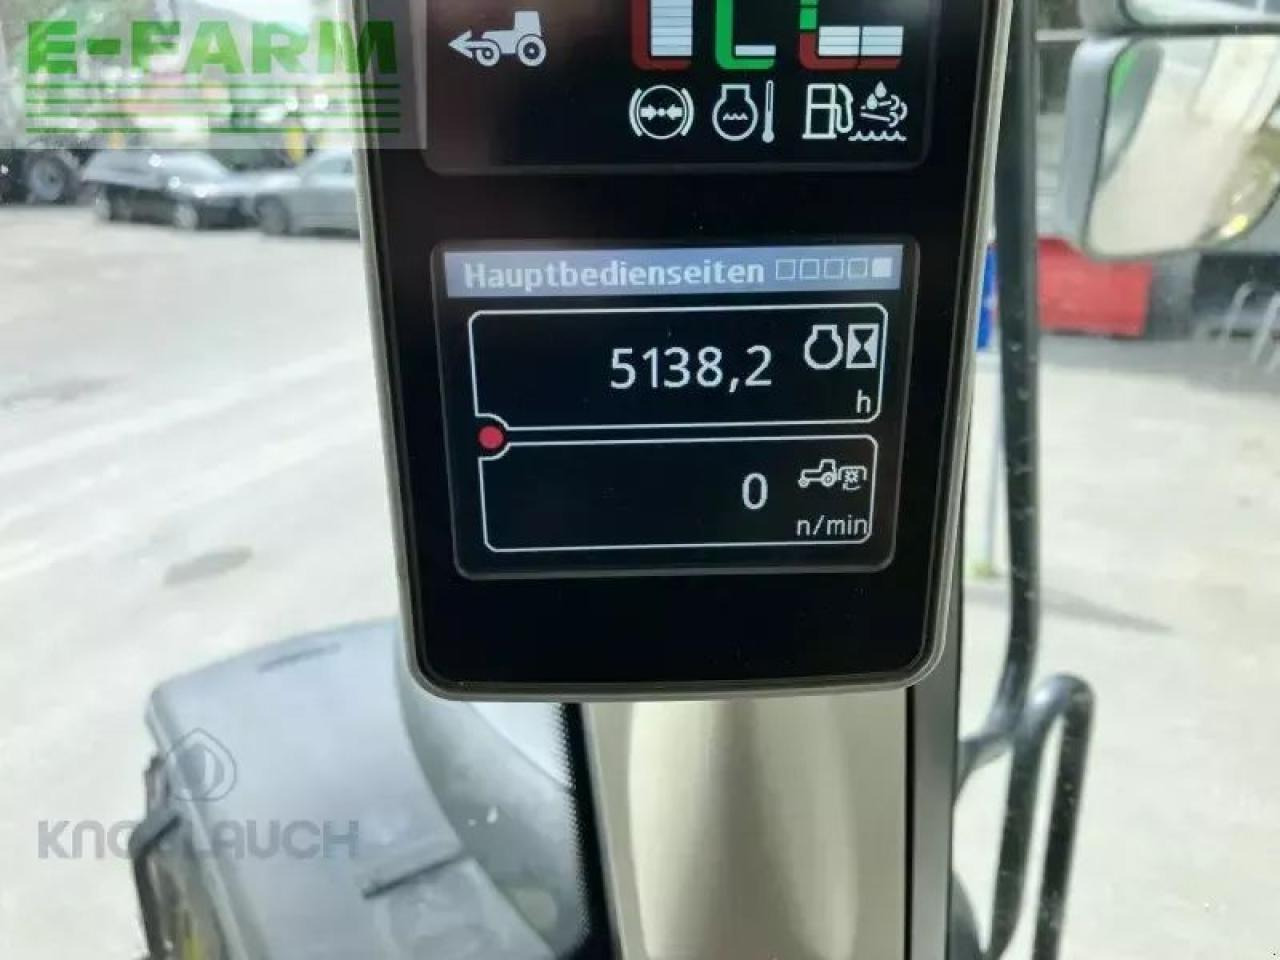 E-FARM
Hauptbedienseiten
5138,2
h
0
n/min
KNOBLAUCH